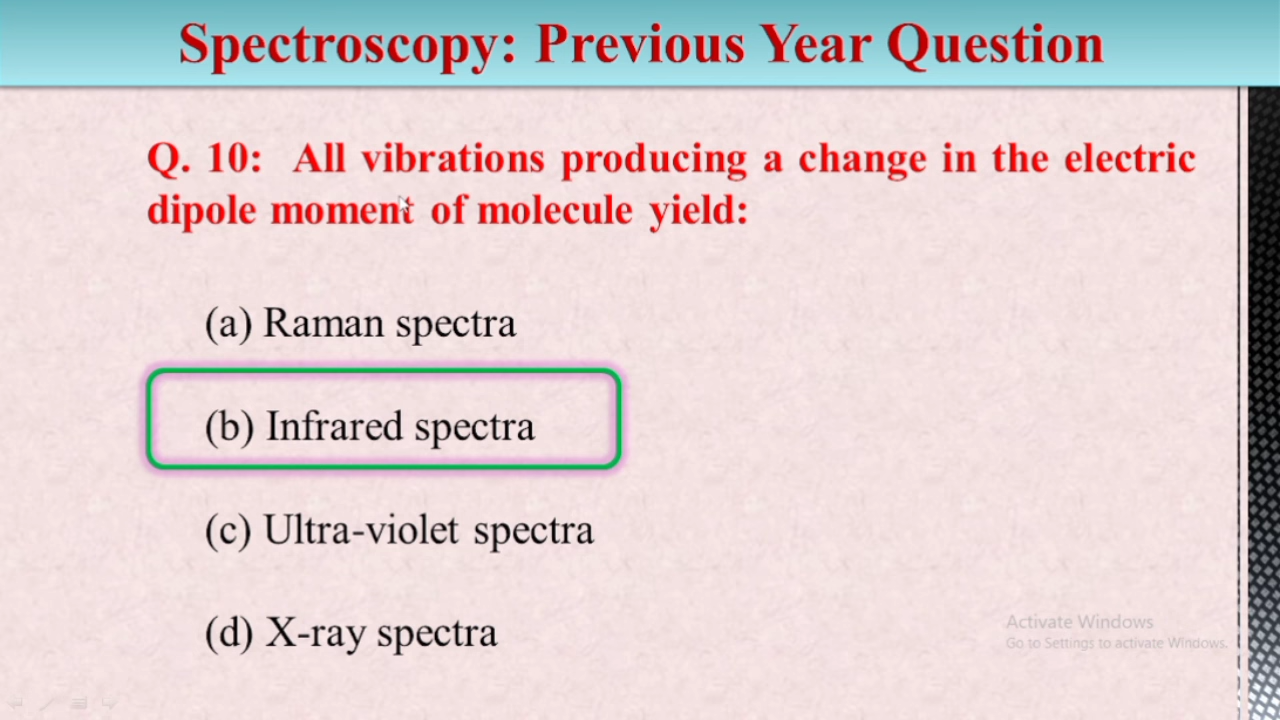 Spectroscopy: Previous Year Question
Q. 10: All vibrations producing a change in the electric
dipole moment of molecule yield:
(a) Raman spectra
(b) Infrared spectra
(c) Ultra-violet spectra
(d) X-ray spectra
Activate Windows
Go to Settings to activate Windows.